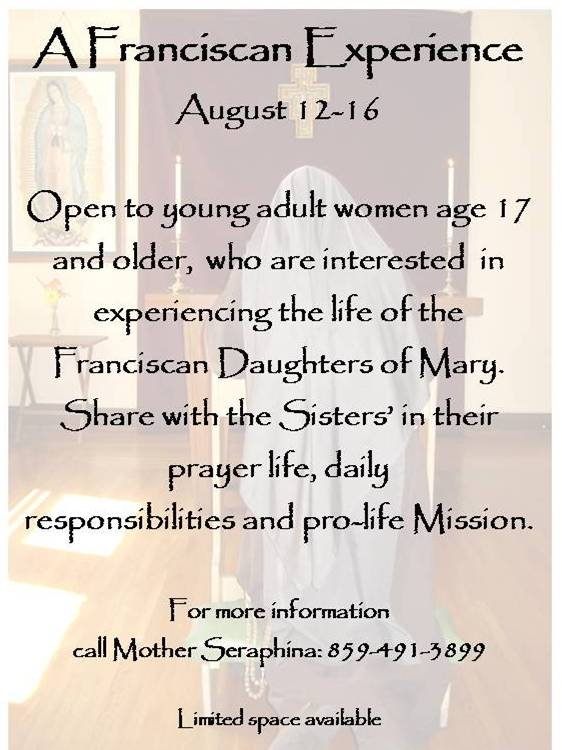 A Franciscan Experience
August 12-16
Open to young adult women age 17
and older, who are interested in
experiencing the life of the
Franciscan Daughters of Mary.
Share with the Sisters' in their
prayer life, daily
responsibilities and pro-life Mission.
For more information
call Mother Seraphina: 859-491-3899
Limited space available